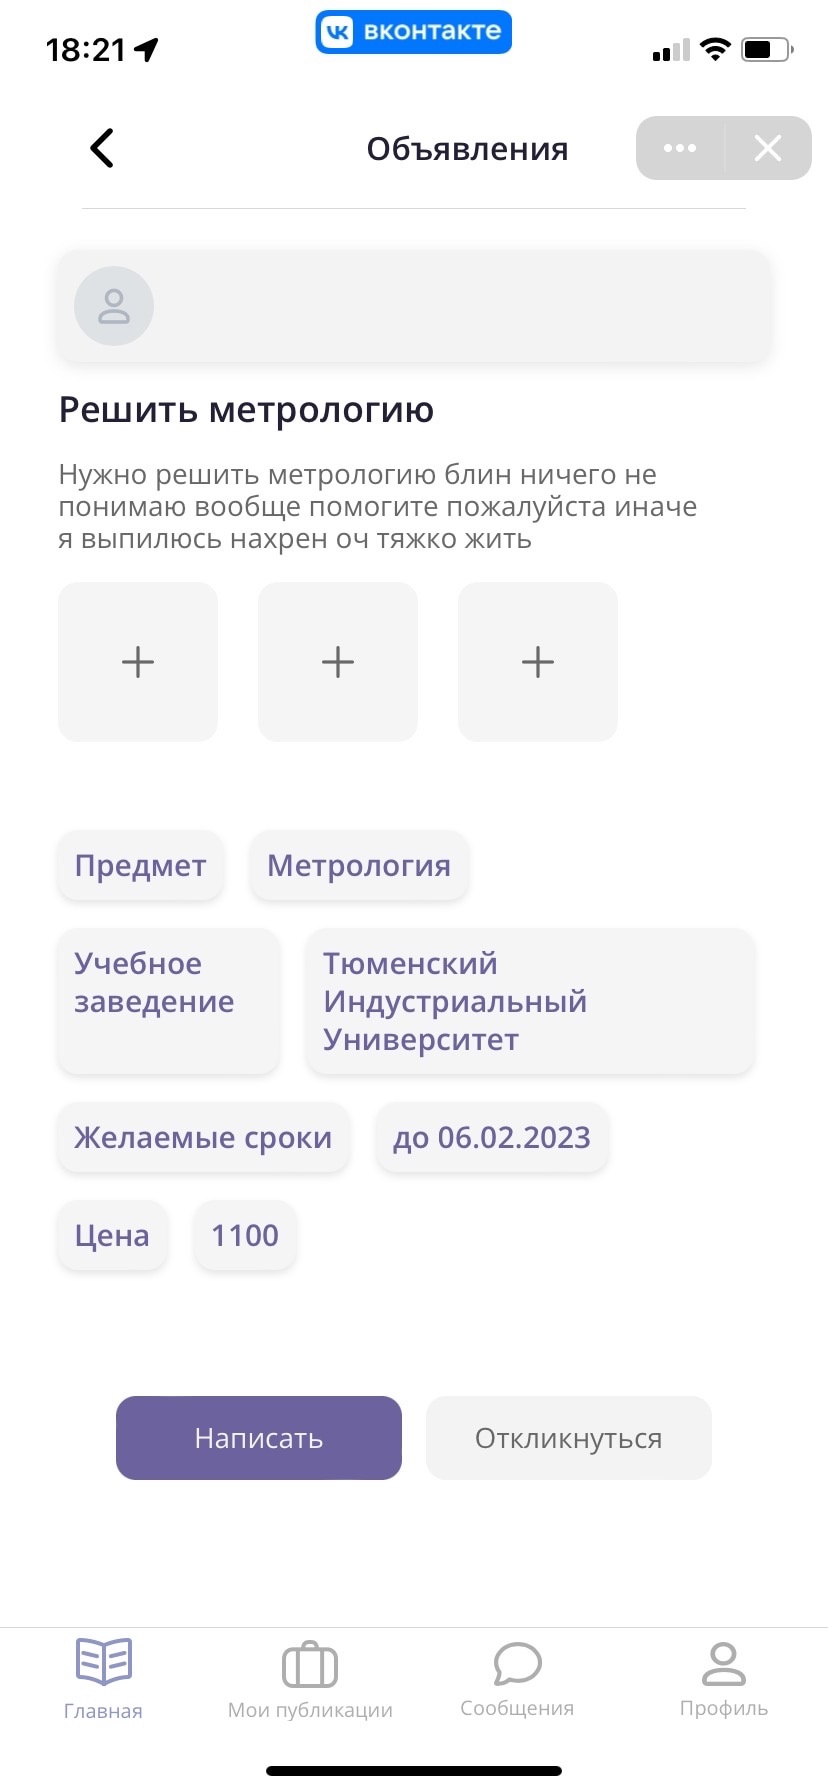 18:21
вконтакте
Объявления
Решить метрологию
Нужно решить метрологию блин ничего не
понимаю вообще помогите пожалуйста иначе
я выпилюсь нахрен оч тяжко жить
Предмет
Метрология
Учебное
заведение
Тюменский
Индустриальный
Университет
Желаемые сроки
до 06.02.2023
Цена
1100
Написать
Откликнуться
Главная
Мои публикации
Сообщения
Профиль